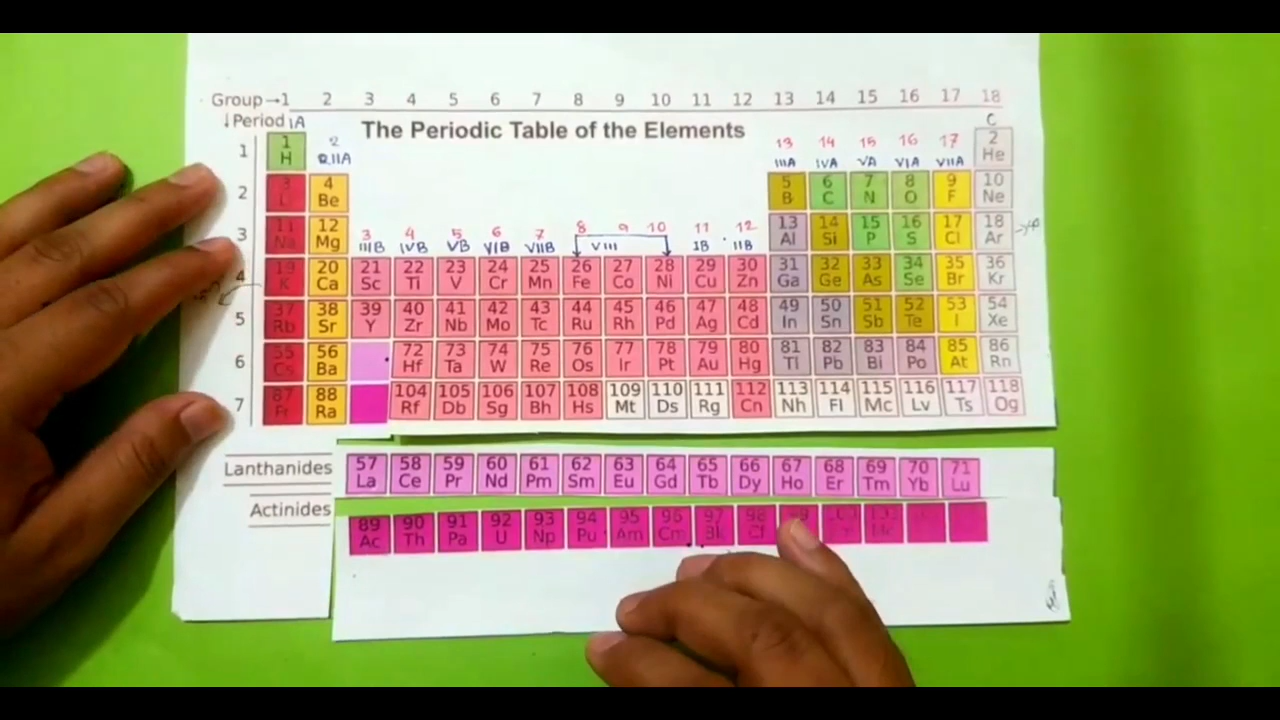 Group →1 2 3 4 5 6 7 8 9 10 11 12 13 14 15 16 17 18
↓Period IA C
The Periodic Table of the Elements
1 1 2 13 14 15 16 17 2
H IIA IIIA IVA VA VIA VIIA He
2 3 4 5 6 7 8 9 10
Be B C N O F Ne
3 11 12 3 4 5 6 7 8 9 10 11 12 13 14 15 16 17 18
Na Mg IIIB IVB VB VIB VIIB VIII IB IIB Al Si P S Cl Ar
4 19 20 21 22 23 24 25 26 27 28 29 30 31 32 33 34 35 36
K Ca Sc Ti V Cr Mn Fe Co Ni Cu Zn Ga Ge As Se Br Kr
5 37 38 39 40 41 42 43 44 45 46 47 48 49 50 51 52 53 54
Rb Sr Y Zr Nb Mo Tc Ru Rh Pd Ag Cd In Sn Sb Te I Xe
6 55 56 72 73 74 75 76 77 78 79 80 81 82 83 84 85 86
Cs Ba Hf Ta W Re Os Ir Pt Au Hg Tl Pb Bi Po At Rn
7 87 88 104 105 106 107 108 109 110 111 112 113 114 115 116 117 118
Ra Rf Db Sg Bh Hs Mt Ds Rg Cn Nh Fl Mc Lv Ts Og
Lanthanides 57 58 59 60 61 62 63 64 65 66 67 68 69 70 71
La Ce Pr Nd Pm Sm Eu Gd Tb Dy Ho Er Tm Yb Lu
Actinides 89 90 91 92 93 94 95 96 97 98
Ac Th Pa U Np Pu Am Cm Bk Cf